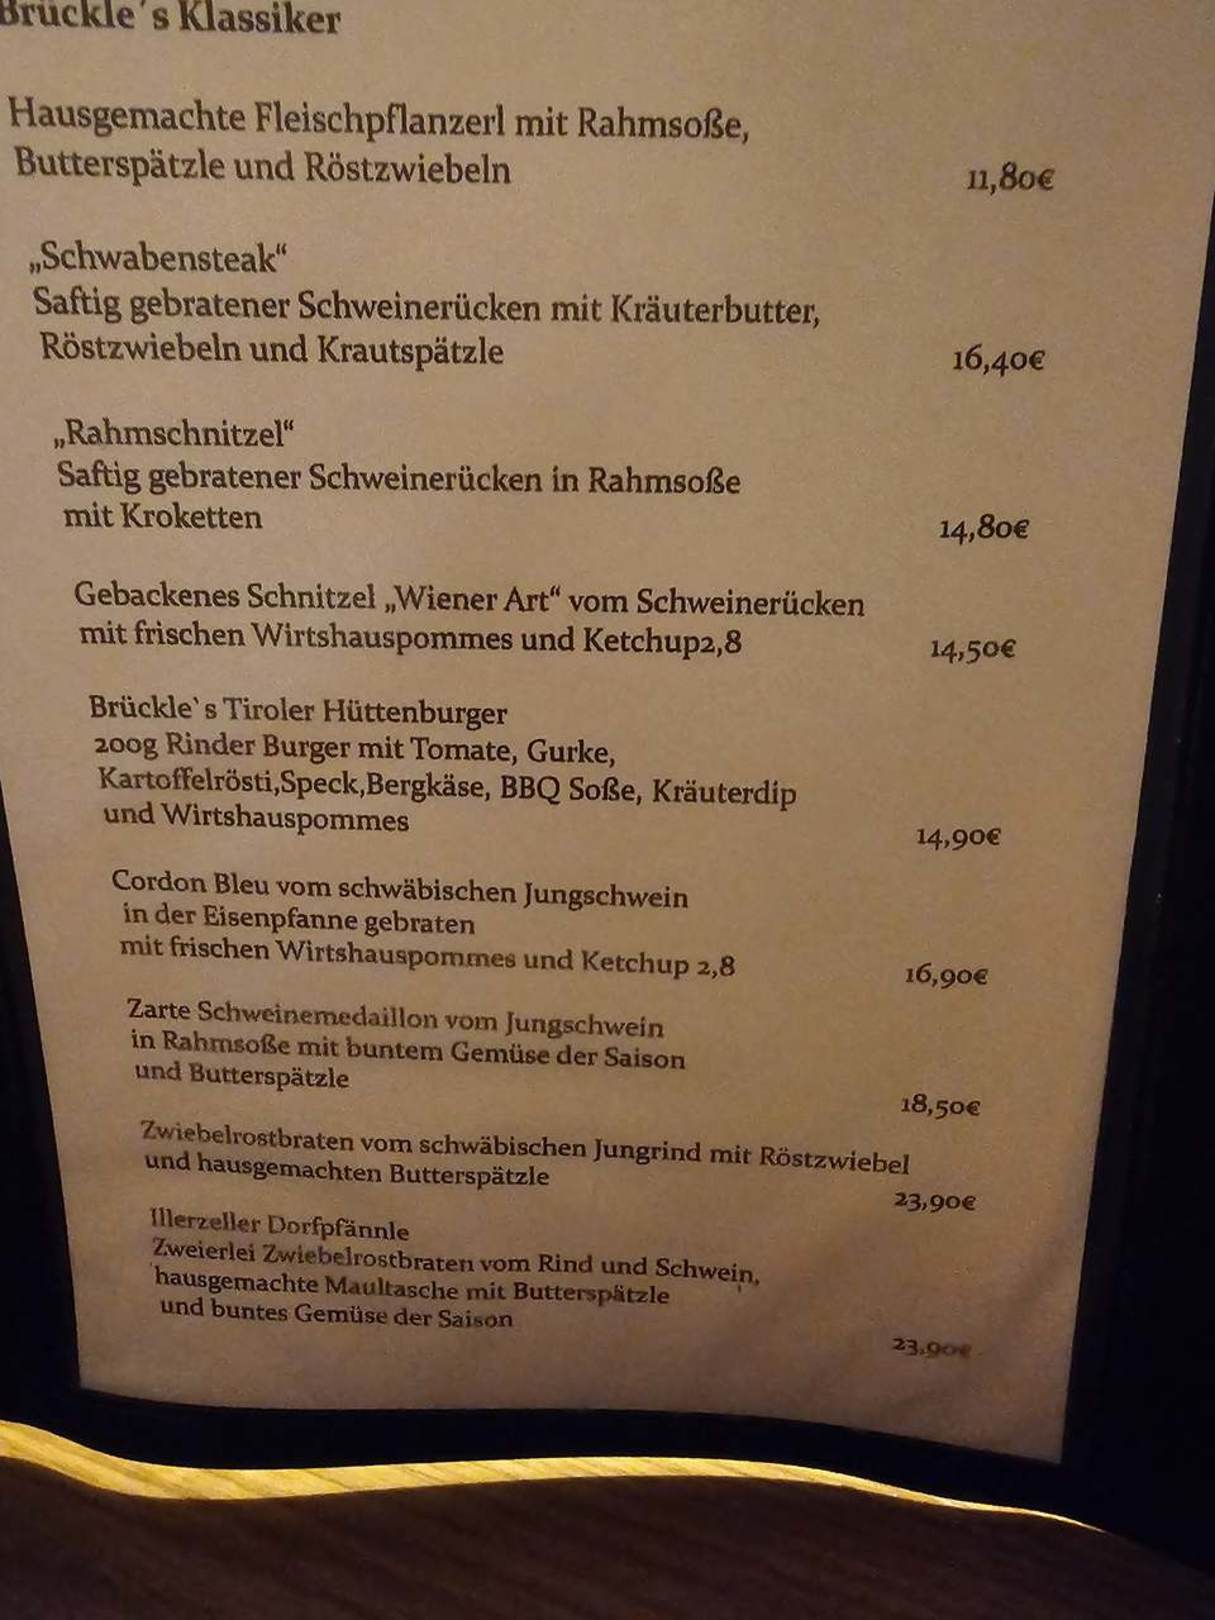 Brückle´s Klassiker
Hausgemachte Fleischpflanzerl mit Rahmsoße,
Butterspätzle und Röstzwiebeln
11,80€
„Schwabensteak“
Saftig gebratener Schweinerücken mit Kräuterbutter,
Röstzwiebeln und Krautspätzle
16,40€
„Rahmschnitzel“
Saftig gebratener Schweinerücken in Rahmsoße
mit Kroketten
14,80€
Gebackenes Schnitzel „Wiener Art“ vom Schweinerücken
mit frischen Wirtshauspommes und Ketchup2,8
14,50€
Brückle`s Tiroler Hüttenburger
200g Rinder Burger mit Tomate, Gurke,
Kartoffelrösti,Speck,Bergkäse, BBQ Soße, Kräuterdip
und Wirtshauspommes
14,90€
Cordon Bleu vom schwäbischen Jungschwein
in der Eisenpfanne gebraten
mit frischen Wirtshauspommes und Ketchup 2,8
16,90€
Zarte Schweinemedaillon vom Jungschwein
in Rahmsoße mit buntem Gemüse der Saison
und Butterspätzle
18,50€
Zwiebelrostbraten vom schwäbischen Jungrind mit Röstzwiebel
und hausgemachten Butterspätzle
23,90€
Illerzeller Dorfpfännle
Zweierlei Zwiebelrostbraten vom Rind und Schwein,
hausgemachte Maultasche mit Butterspätzle
und buntes Gemüse der Saison
23,90€